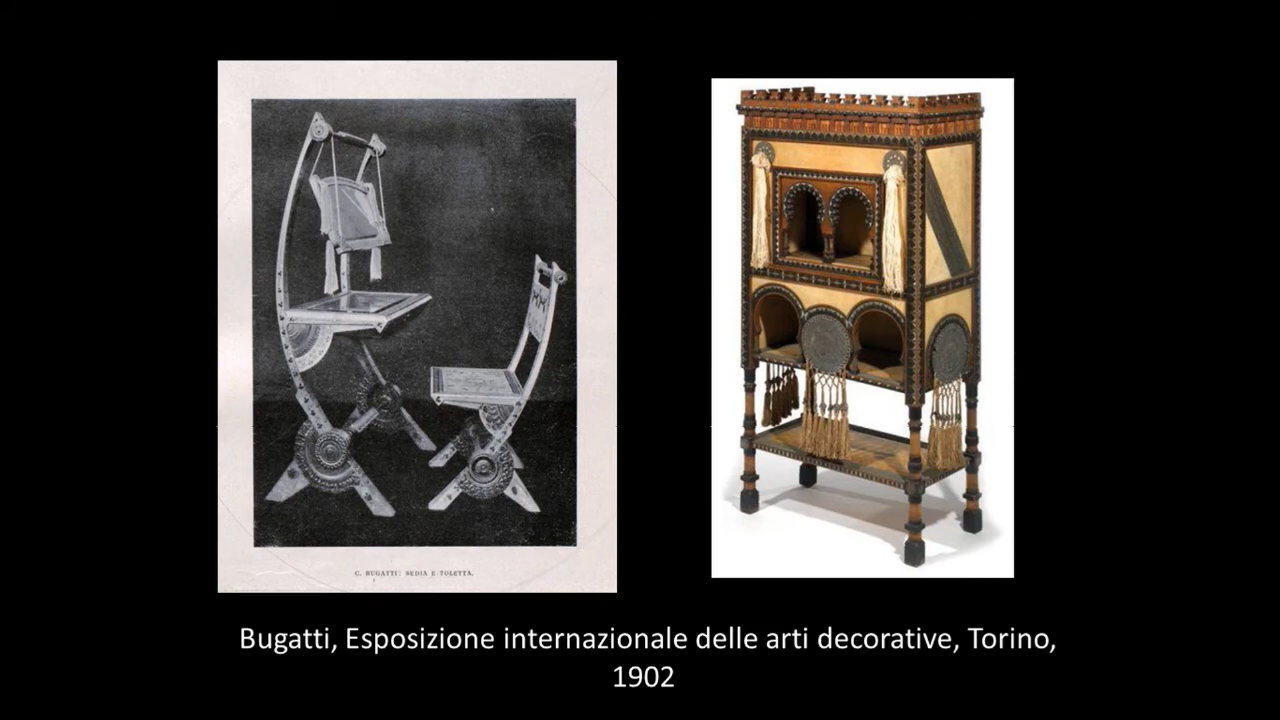 C. BUGATTI: SEDIA E TOLETTA.
Bugatti, Esposizione internazionale delle arti decorative, Torino,
1902